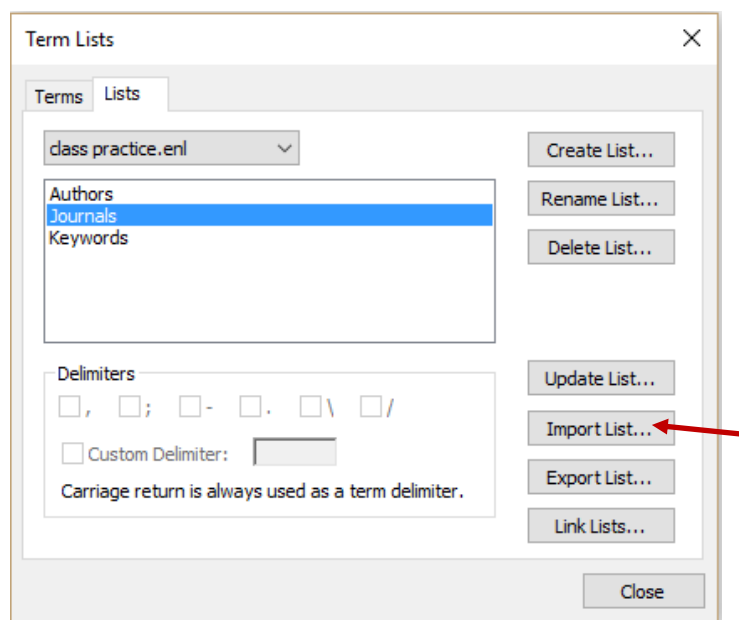 Term Lists
Terms Lists
class practice.enl
Create List...
Authors
Journals
Keywords
Rename List...
Delete List...
Delimiters
, ; - . \ /
Custom Delimiter:
Carriage return is always used as a term delimiter.
Update List...
Import List...
Export List...
Link Lists...
Close